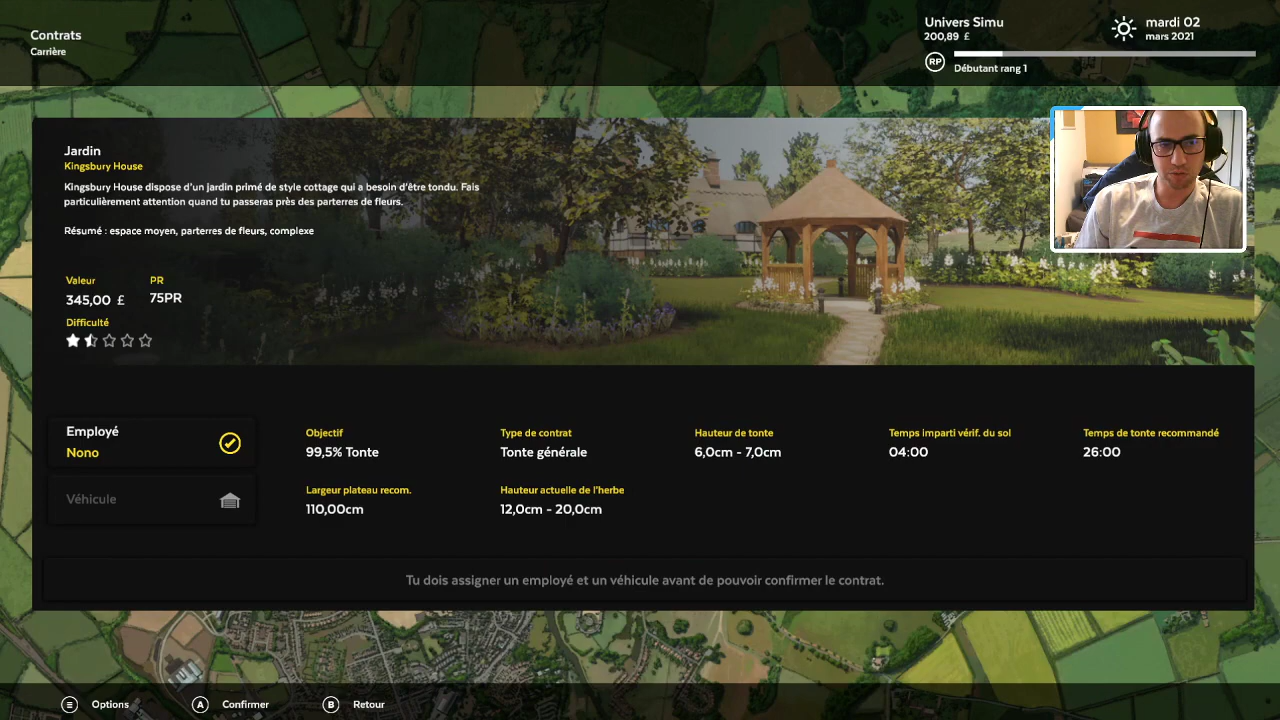 Contrats
Carrière
Univers Simu
200,89 £
mardi 02
mars 2021
RP
Débutant rang 1
Jardin
Kingsbury House
Kingsbury House dispose d'un jardin primé de style cottage qui a besoin d'être tondu. Fais
particulièrement attention quand tu passeras près des parterres de fleurs.
Résumé : espace moyen, parterres de fleurs, complexe
Valeur
PR
345,00 £
75PR
Difficulté
Employé
Nono
Véhicule
Objectif
99,5% Tonte
Type de contrat
Tonte générale
Hauteur de tonte
6,0cm - 7,0cm
Temps imparti vérif. du sol
04:00
Temps de tonte recommandé
26:00
Largeur plateau recom.
110,00cm
Hauteur actuelle de l'herbe
12,0cm - 20,0cm
Tu dois assigner un employé et un véhicule avant de pouvoir confirmer le contrat.
Options
A Confirmer
B Retour